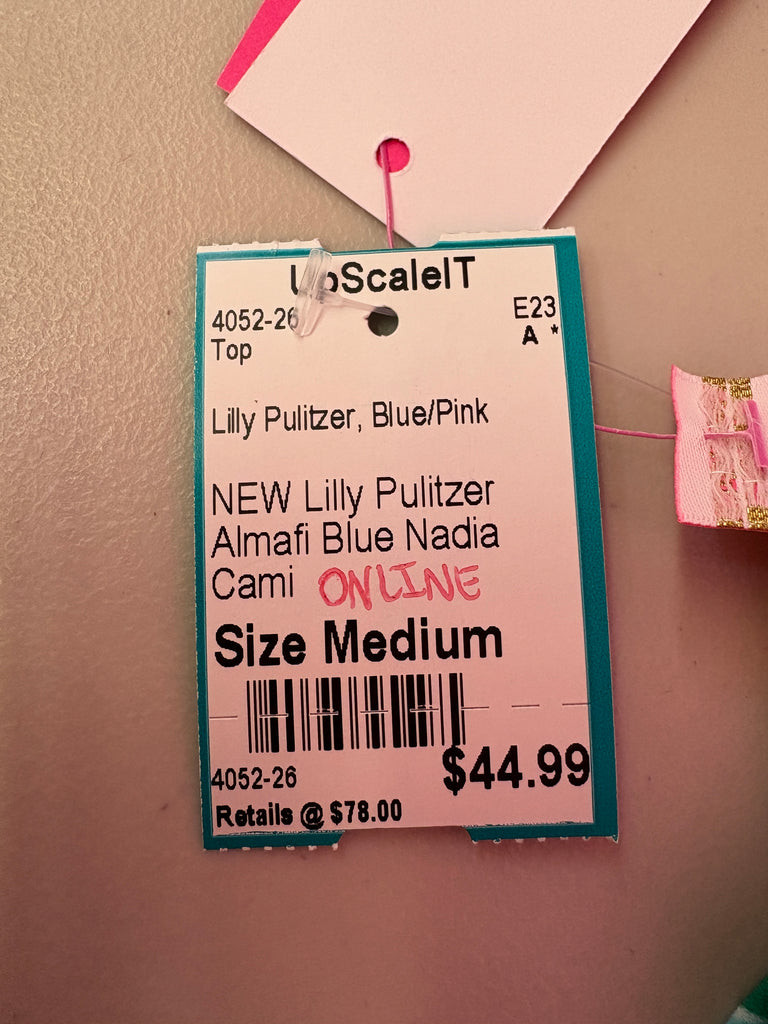 UpScaleIT
4052-26 E23
Top A *
Lilly Pulitzer, Blue/Pink
NEW Lilly Pulitzer
Almafi Blue Nadia
Cami ONLINE
Size Medium
$44.99
4052-26
Retails @ $78.00